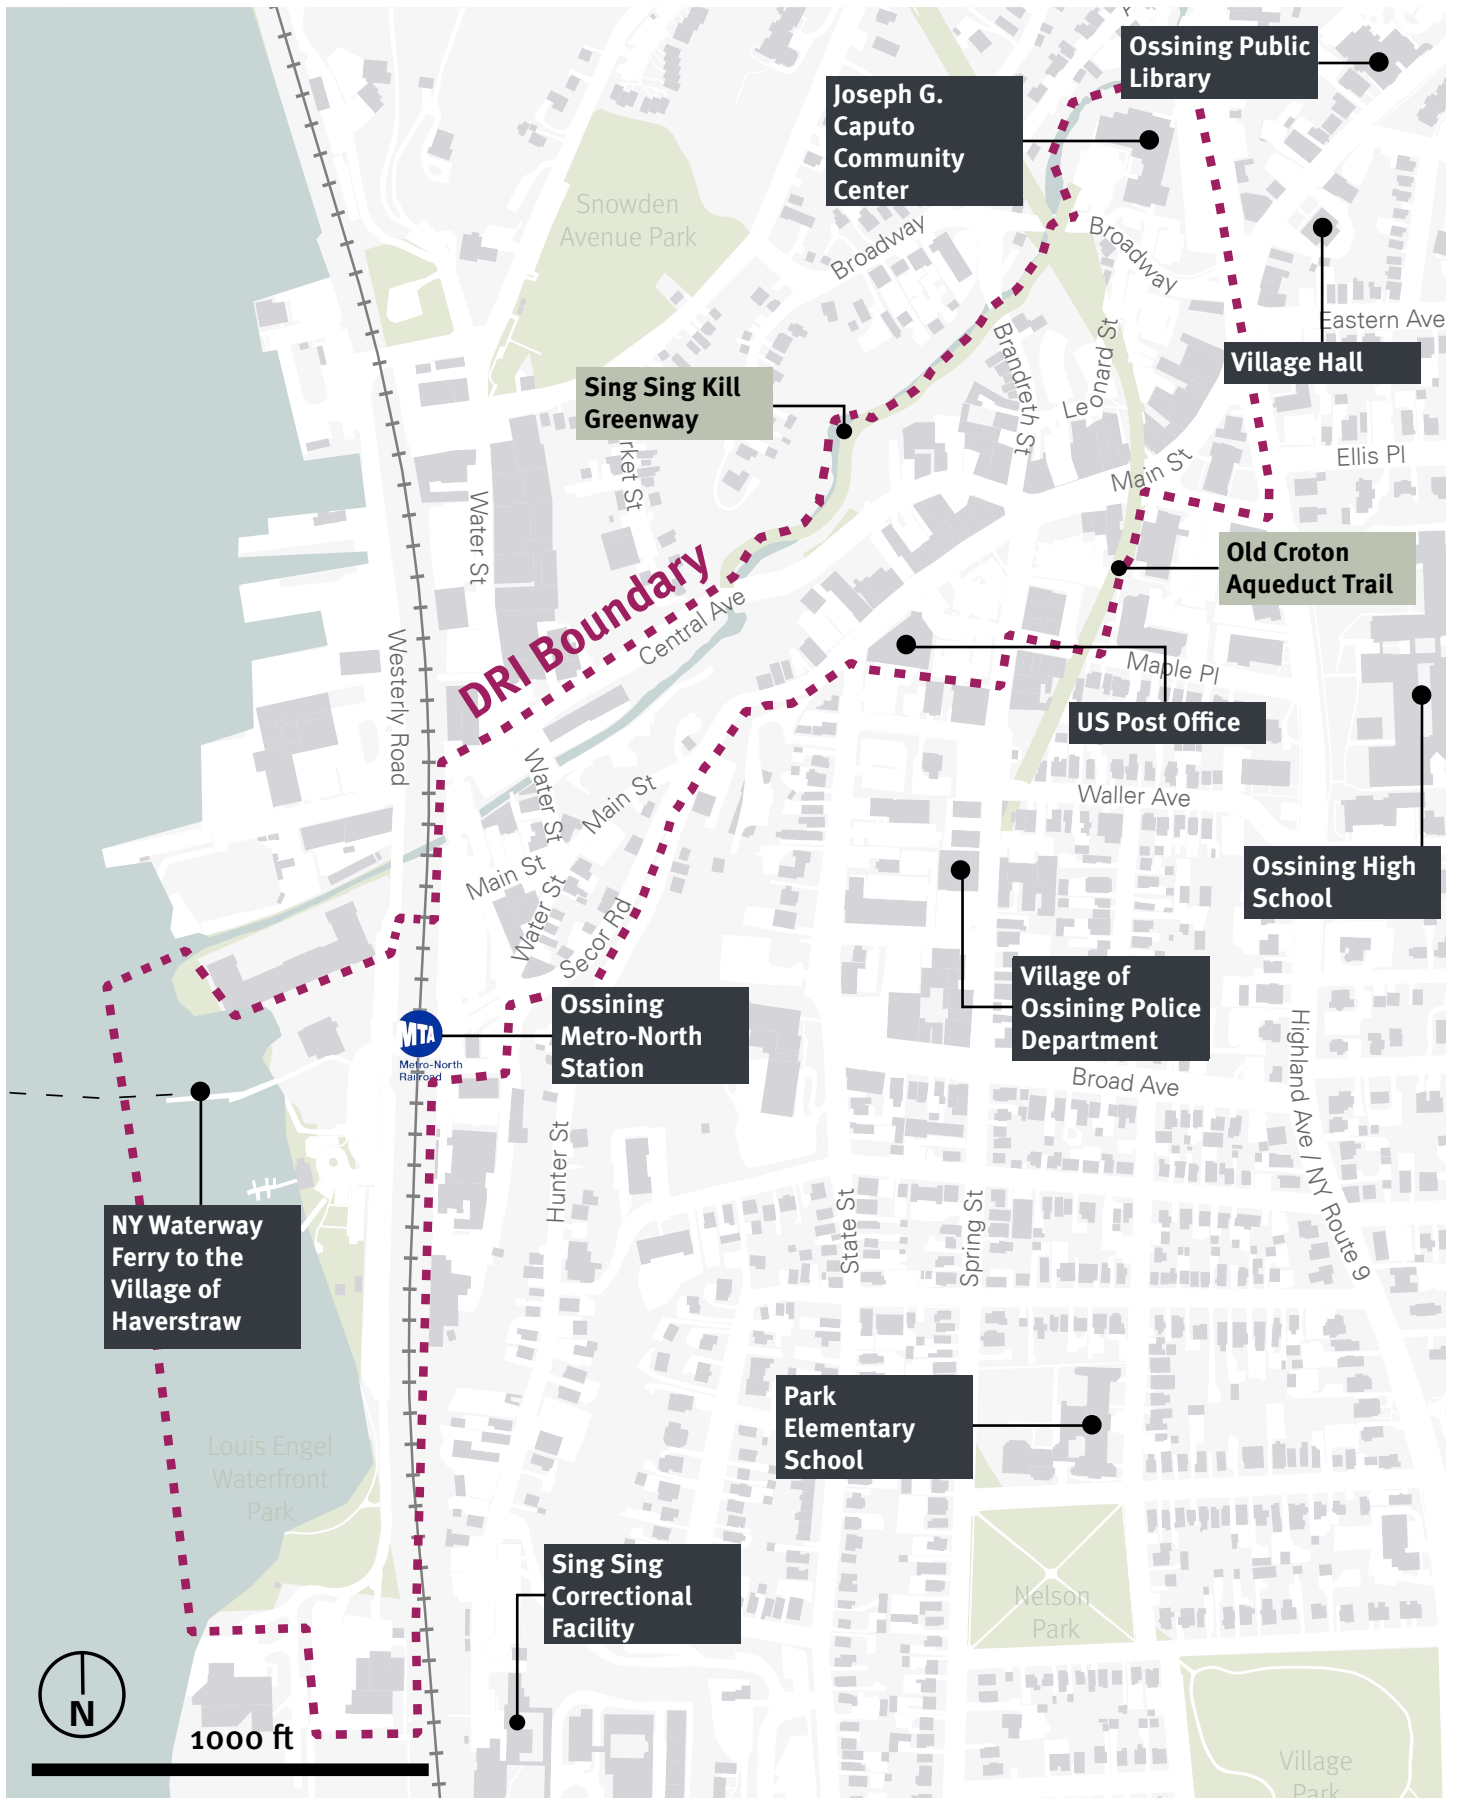 Ossining Public
Library
Joseph G.
Caputo
Community
Center
Snowden
Avenue Park
Broadway
Broadway
Eastern Ave
Village Hall
Leonard St
Brandreth St
Sing Sing Kill
Greenway
rket St
Main St
Ellis Pl
Water St
Old Croton
Aqueduct Trail
DRI Boundary
Central Ave
Westerly Road
Maple Pl
US Post Office
Water St
Main St
Waller Ave
Main St
Water St
Secor Rd
Ossining High
School
Village of
Ossining Police
Department
Ossining
Metro-North
Station
MTA
Metro-North
Railroad
Broad Ave
Highland Ave / NY Route 9
Hunter St
State St
Spring St
NY Waterway
Ferry to the
Village of
Haverstraw
Park
Elementary
School
Louis Engel
Waterfront
Park
Sing Sing
Correctional
Facility
Nelson
Park
N
1000 ft
Village
Park